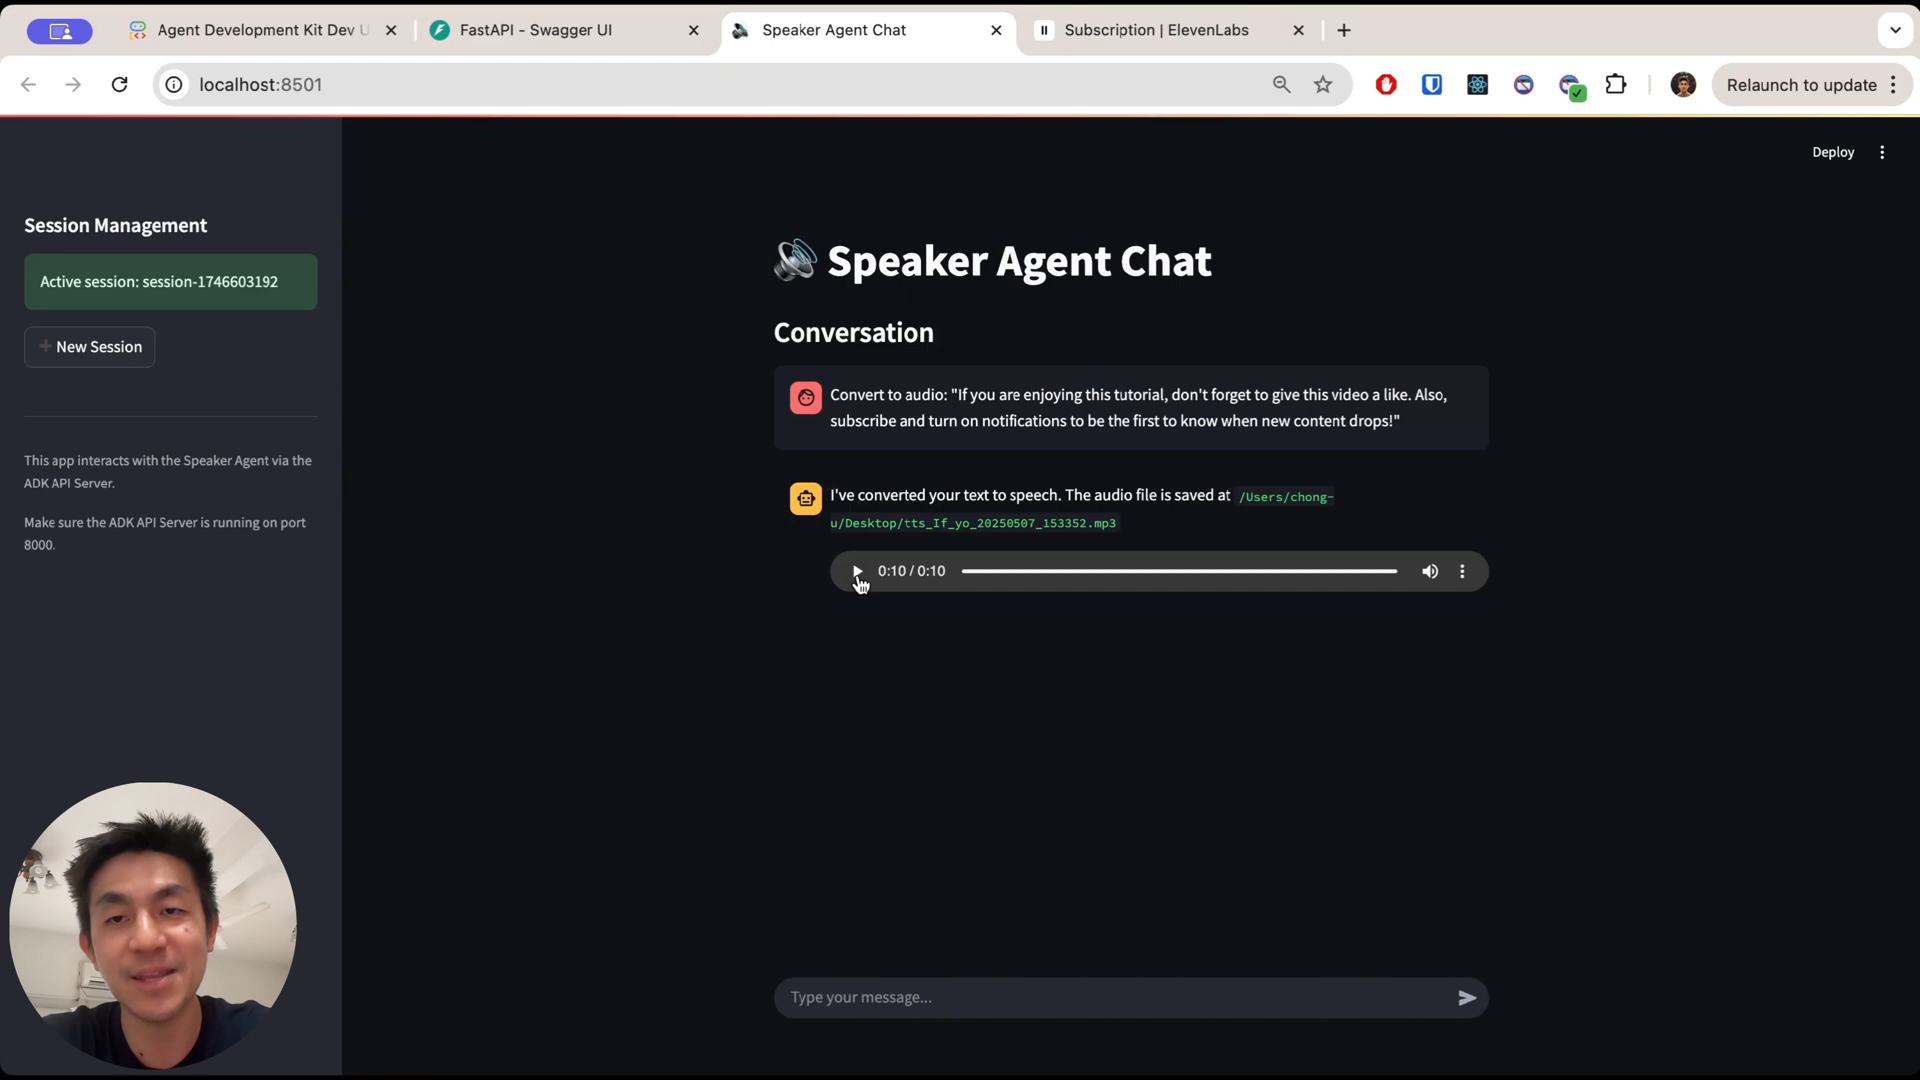 Agent Development Kit Dev U
FastAPI - Swagger UI
Speaker Agent Chat
Subscription | ElevenLabs
localhost:8501
Relaunch to update
Deploy
Session Management
Active session: session-1746603192
New Session
This app interacts with the Speaker Agent via the
ADK API Server.
Make sure the ADK API Server is running on port
8000.
Speaker Agent Chat
Conversation
Convert to audio: "If you are enjoying this tutorial, don't forget to give this video a like. Also,
subscribe and turn on notifications to be the first to know when new content drops!"
I've converted your text to speech. The audio file is saved at /Users/chong-
u/Desktop/tts_If_yo_20250507_153352.mp3
0:10 / 0:10
Type your message...